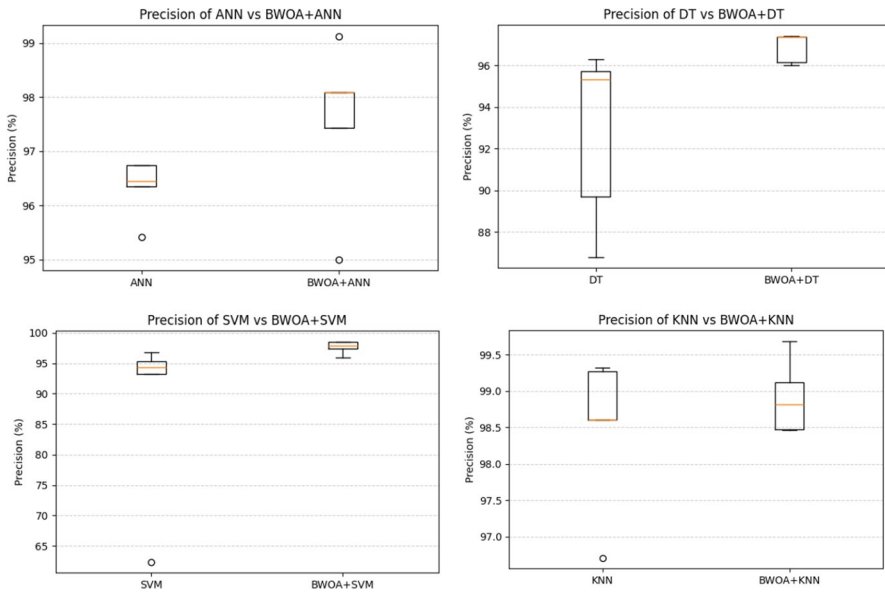 Precision of ANN vs BWOA+ANN
99
98
97
96
95
Precision (%)
ANN
BWOA+ANN
Precision of DT vs BWOA+DT
96
94
92
90
88
Precision (%)
DT
BWOA+DT
Precision of SVM vs BWOA+SVM
100
95
90
85
80
75
70
65
Precision (%)
SVM
BWOA+SVM
Precision of KNN vs BWOA+KNN
99.5
99.0
98.5
98.0
97.5
97.0
Precision (%)
KNN
BWOA+KNN